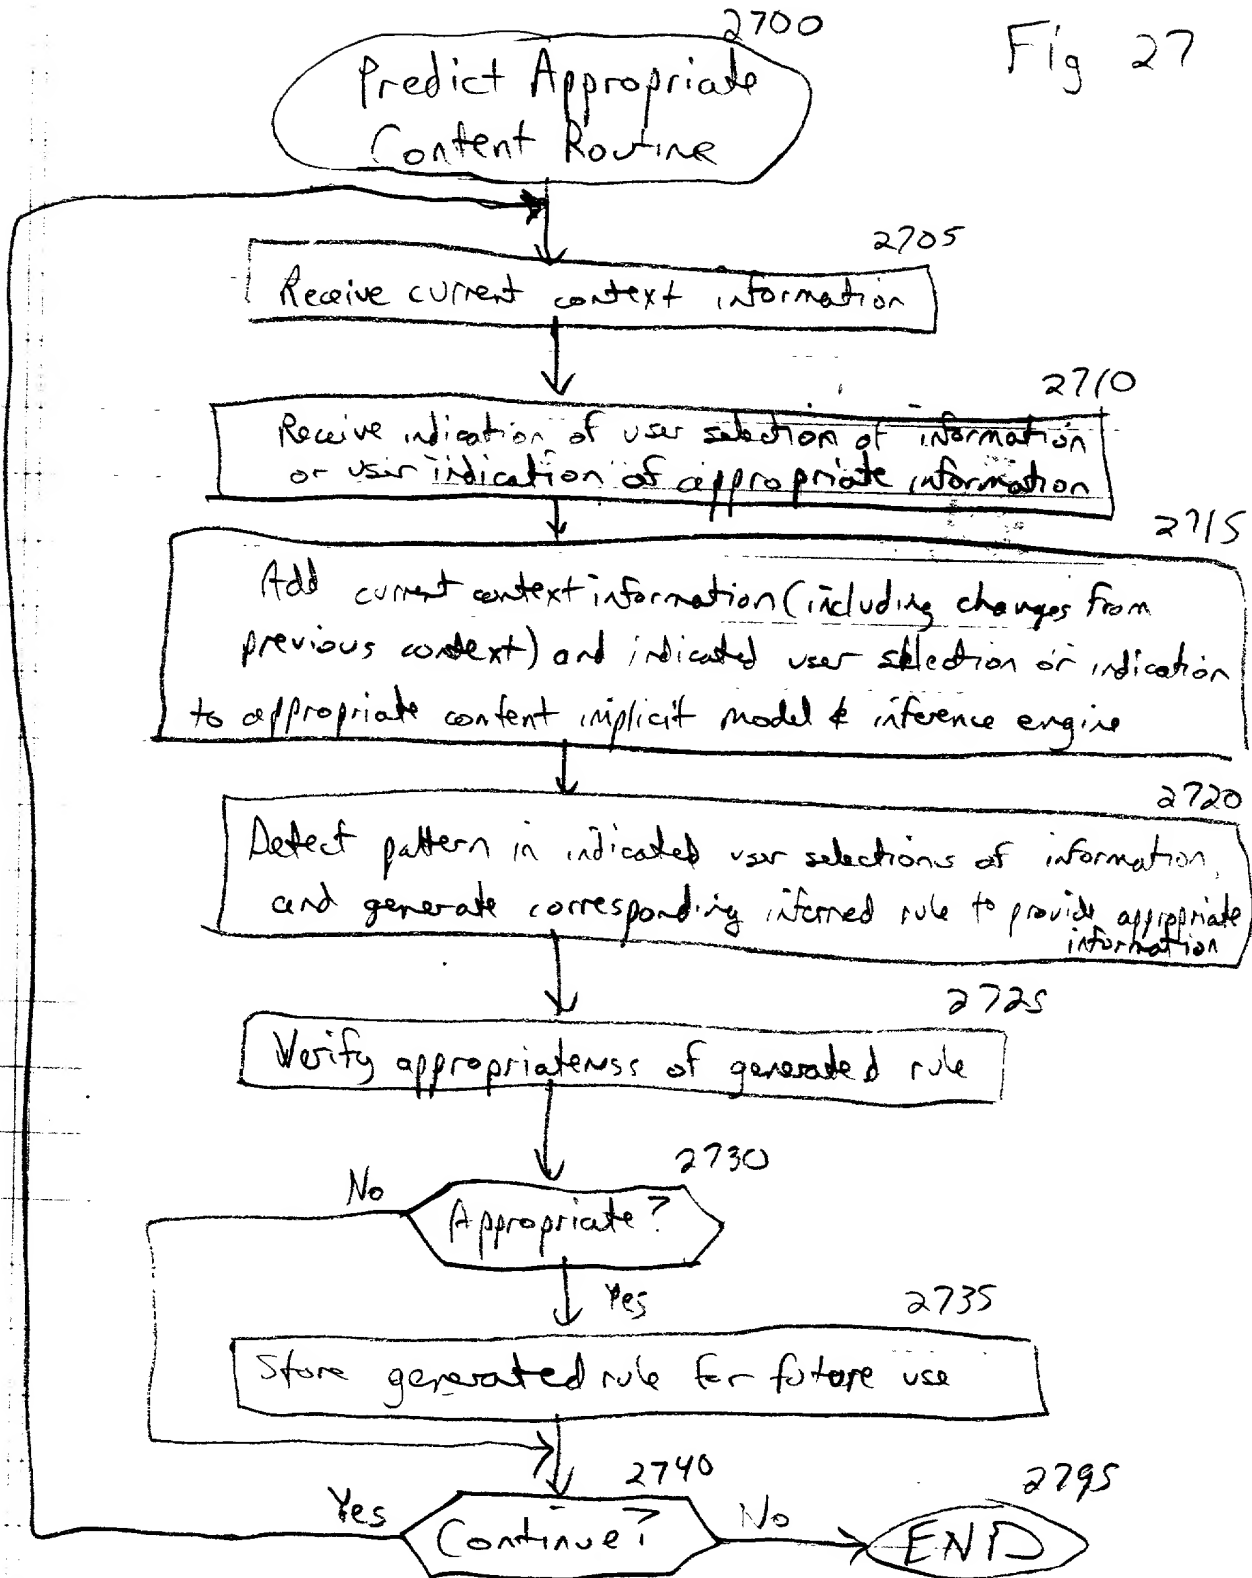 2700
Fig 27
Predict Appropriate
Content Routine
2705
Receive current context information
2710
Receive indication of user selection of information
or user indication of appropriate information
2715
Add current context information (including changes from
previous context) and indicated user selection or indication
to appropriate content implicit model & inference engine
2720
Detect pattern in indicated user selections of information,
and generate corresponding inferred rule to provide appropriate
information
2725
Verify appropriateness of generated rule
2730
No
Appropriate?
Yes
2735
Store generated rule for future use
2740
2795
Yes
Continue?
No
END